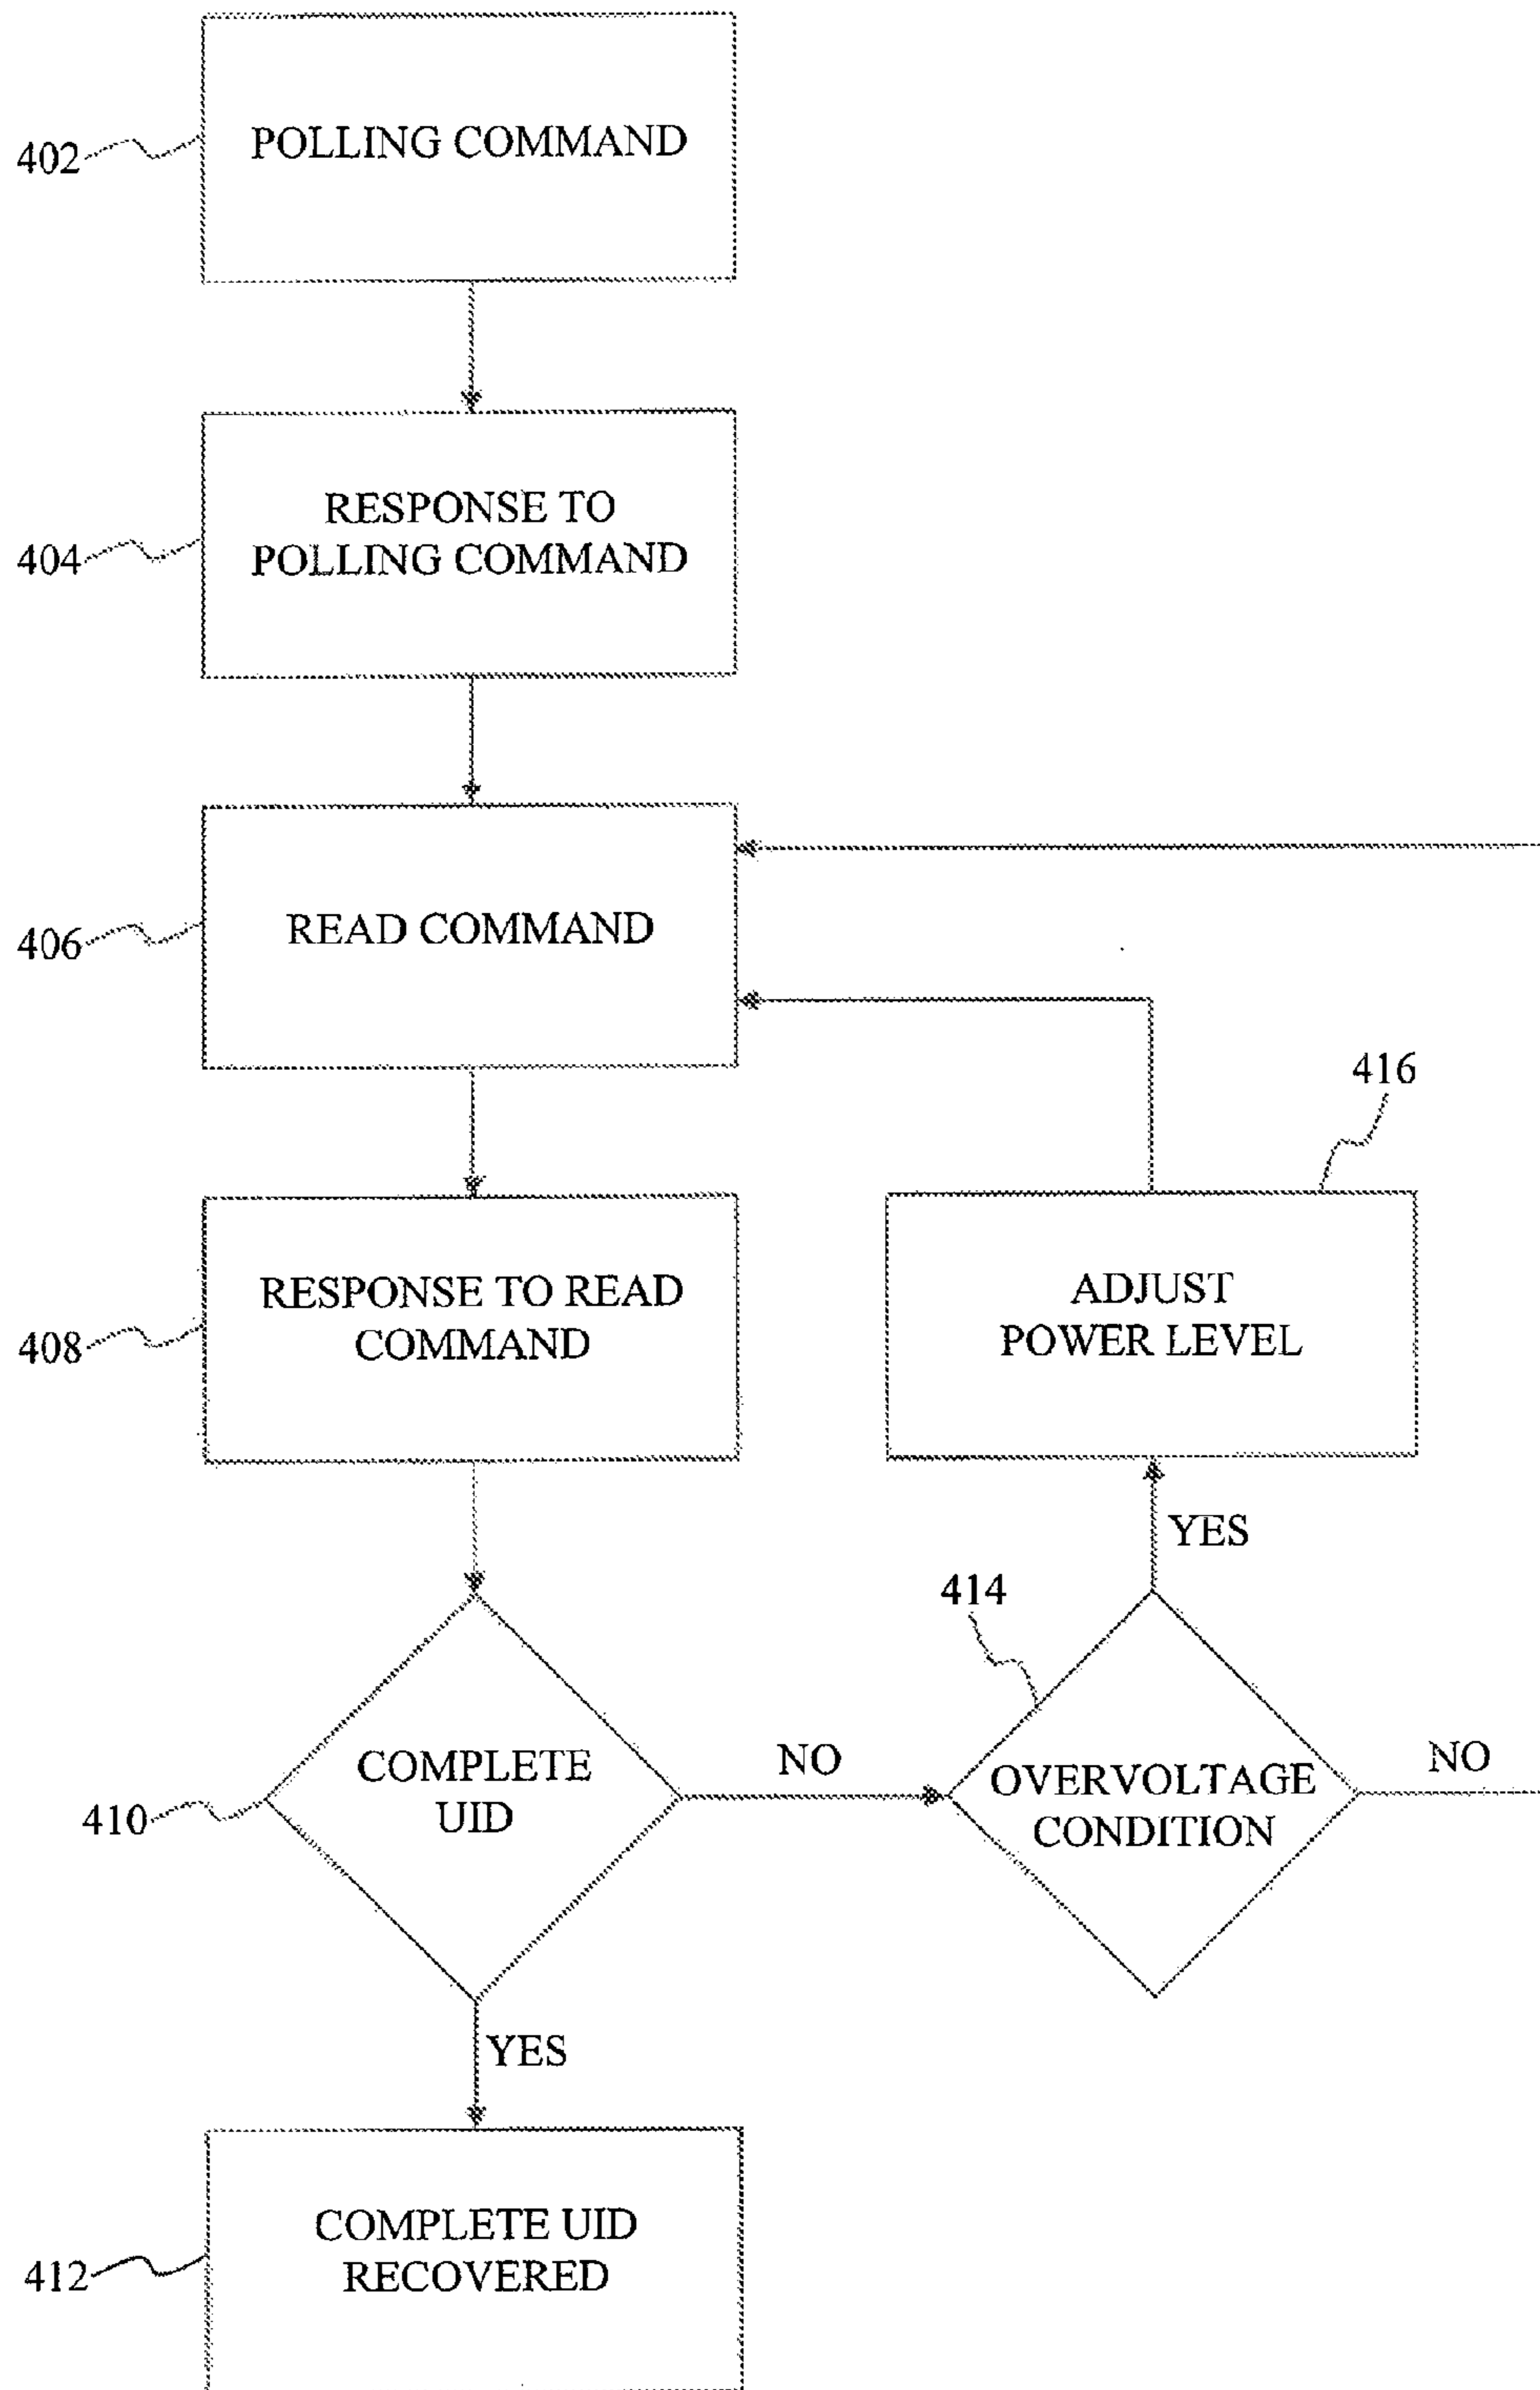 402
POLLING COMMAND
404
RESPONSE TO
POLLING COMMAND
406
READ COMMAND
408
RESPONSE TO READ
COMMAND
416
ADJUST
POWER LEVEL
YES
414
410
COMPLETE
UID
NO
OVERVOLTAGE
CONDITION
NO
YES
412
COMPLETE UID
RECOVERED